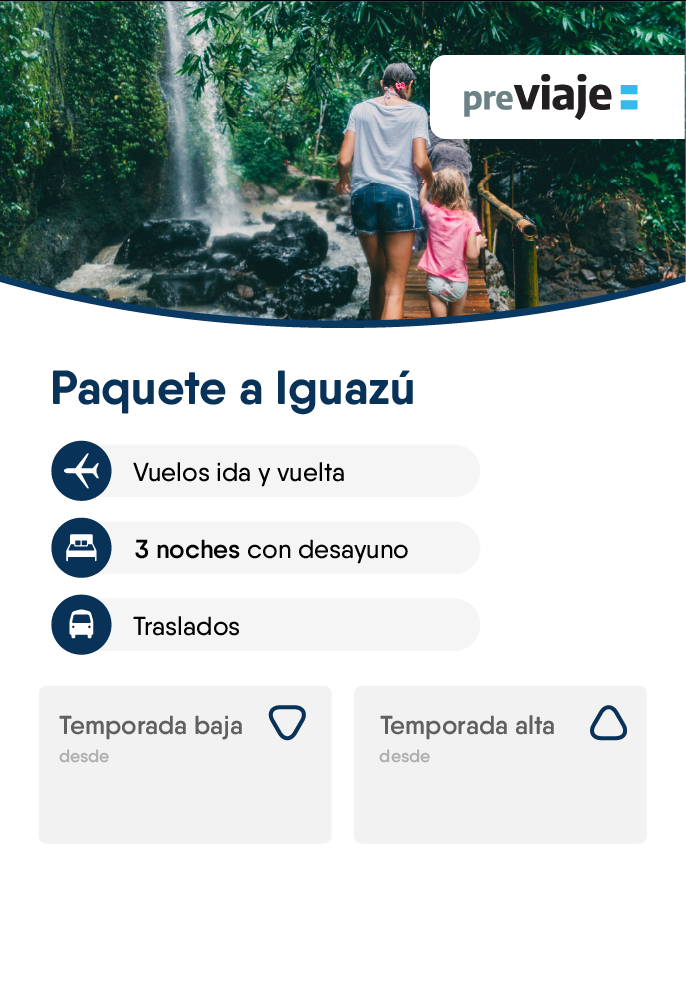 previaje
Paquete a Iguazú
Vuelos ida y vuelta
3 noches con desayuno
Traslados
Temporada baja
desde
Temporada alta
desde